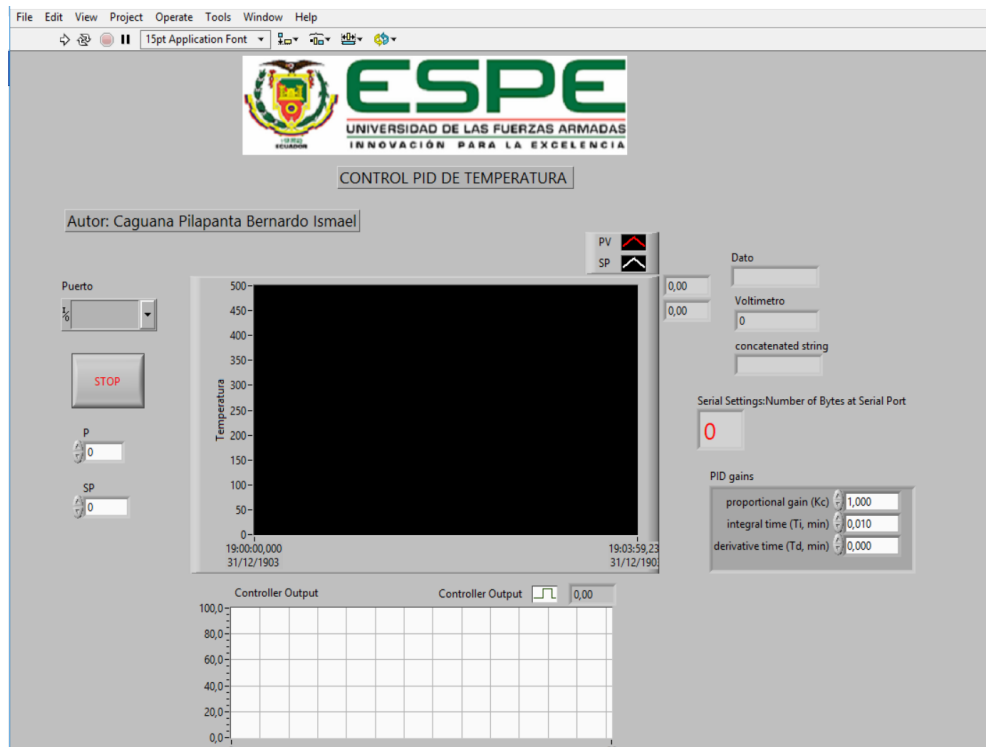 File Edit View Project Operate Tools Window Help
15pt Application Font
ESPE
UNIVERSIDAD DE LAS FUERZAS ARMADAS
INNOVACIÓN PARA LA EXCELENCIA
ECUADOR
CONTROL PID DE TEMPERATURA
Autor: Caguana Pilapanta Bernardo Ismael
PV
SP
Puerto
STOP
P
0
SP
0
Temperatura
500
450
400
350
300
250
200
150
100
50
0
19:00:00,000
31/12/1903
19:03:59,23
31/12/190
0,00
0,00
Dato
Voltimetro
0
concatenated string
Serial Settings:Number of Bytes at Serial Port
0
PID gains
proportional gain (Kc) 1,000
integral time (Ti, min) 0,010
derivative time (Td, min) 0,000
Controller Output
Controller Output 0,00
100,0
80,0
60,0
40,0
20,0
0,0